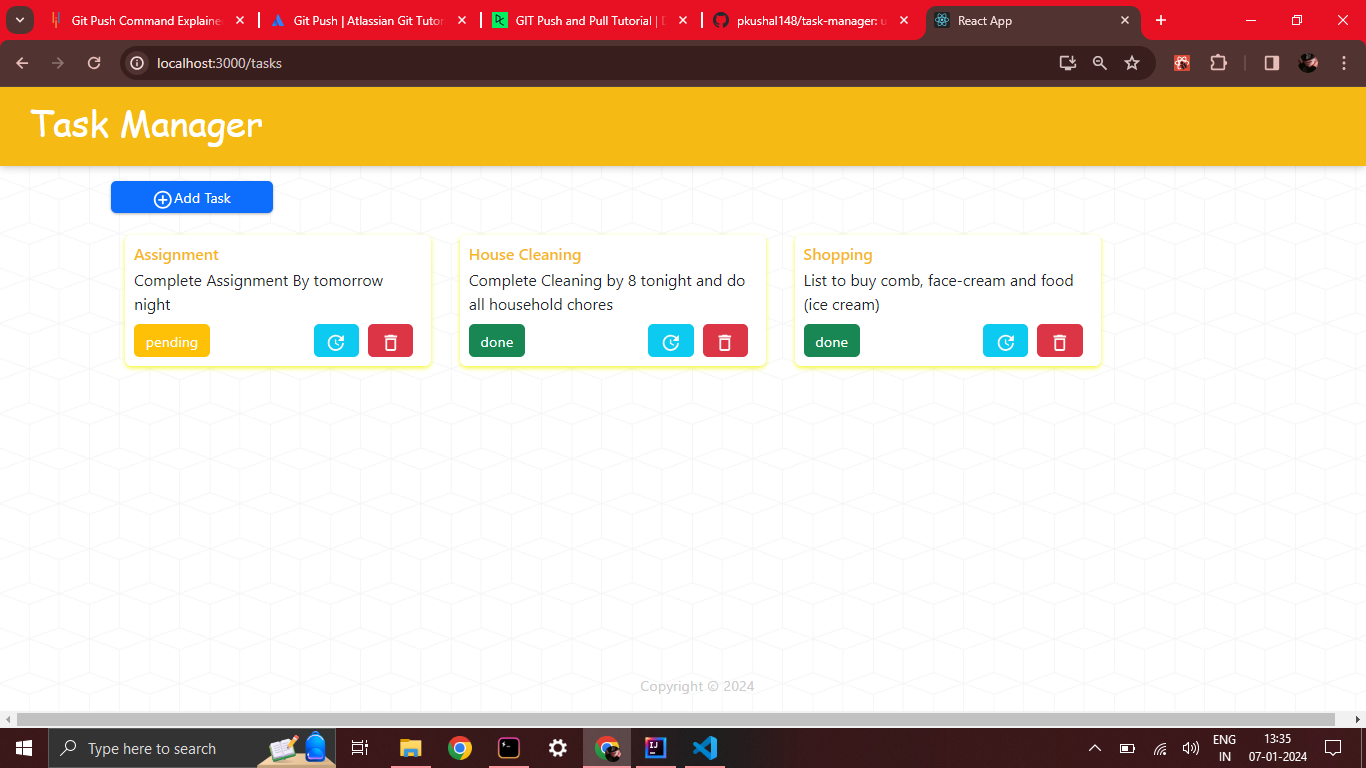 Git Push Command Explaine
Git Push | Atlassian Git Tutor
GIT Push and Pull Tutorial | D
pkushal148/task-manager: u
React App
localhost:3000/tasks
Task Manager
Add Task
Assignment
Complete Assignment By tomorrow
night
pending
House Cleaning
Complete Cleaning by 8 tonight and do
all household chores
done
Shopping
List to buy comb, face-cream and food
(ice cream)
done
Copyright © 2024
Type here to search
ENG
IN
13:35
07-01-2024